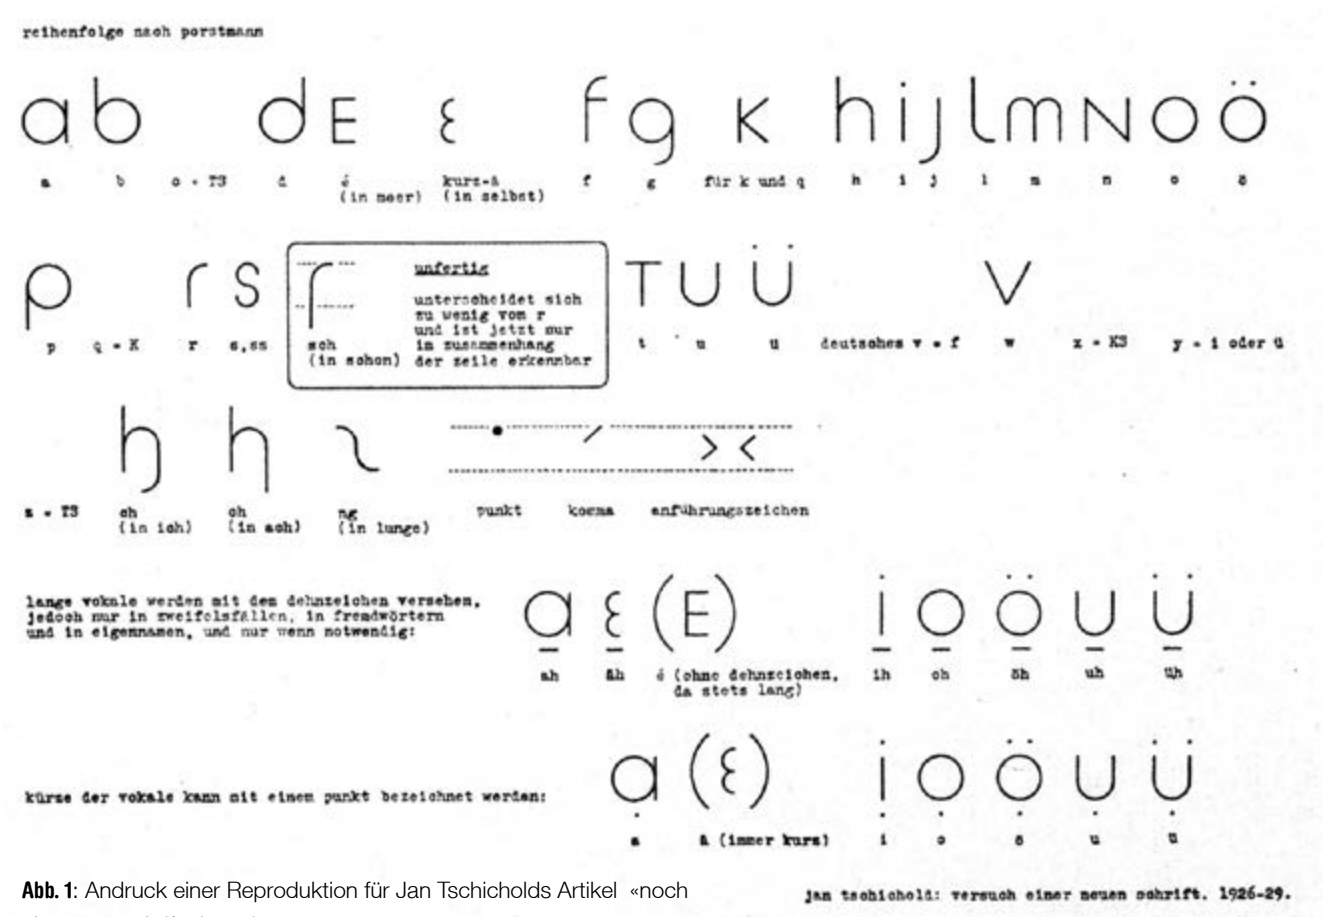 reihenfolge nach porstmann
a b d E ɛ f g K h i j l m N o ö
a b c = TS d é kurz-ä f g für k und q h i j l m n o ö
(in meer) (in selbst)
p r s ſ T U Ü V
unfertig
unterscheidet sich
zu wenig vom r
und ist jetzt nur
im zusammenhang
der zeile erkennbar
p q = K r s,ss sch t u ü deutsches v = f w x = KS y = i oder ü
(in schon)
z = TS ch ch ng punkt komma anführungszeichen
(in ich) (in ach) (in lunge)
lange vokale werden mit dem dehnzeichen versehen,
jedoch nur in zweifelsfällen, in fremdwörtern
und in eigennamen, und nur wenn notwendig:
a ɛ (E) i o ö U Ü
ah äh é (ohne dehnzeichen, ih oh öh uh üh
da stets lang)
kürze der vokale kann mit einem punkt bezeichnet werden:
a (ɛ) i o ö U Ü
a ä (immer kurz) i o ö u ü
Abb. 1: Andruck einer Reproduktion für Jan Tschicholds Artikel «noch
jan tschichold: versuch einer neuen schrift. 1926-29.